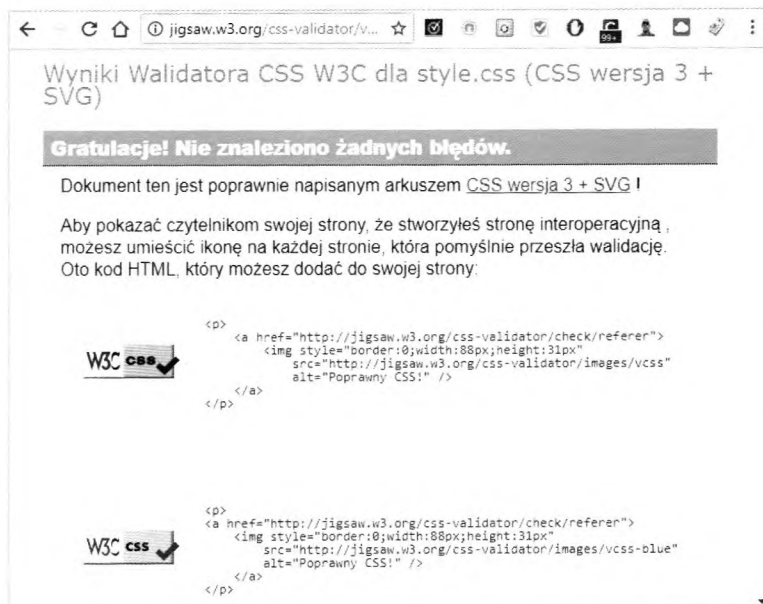 jigsaw.w3.org/css-validator/v...
99+
Wyniki Walidatora CSS W3C dla style.css (CSS wersja 3 +
SVG)
Gratulacje! Nie znaleziono żadnych błędów.
Dokument ten jest poprawnie napisanym arkuszem CSS wersja 3 + SVG !
Aby pokazać czytelnikom swojej strony, że stworzyłeś stronę interoperacyjną ,
możesz umieścić ikonę na każdej stronie, która pomyślnie przeszła walidację.
Oto kod HTML, który możesz dodać do swojej strony:
W3C css
<p>
<a href="http://jigsaw.w3.org/css-validator/check/referer">
<img style="border:0;width:88px;height:31px"
src="http://jigsaw.w3.org/css-validator/images/vcss"
alt="Poprawny CSS!" />
</a>
</p>
W3C css
<p>
<a href="http://jigsaw.w3.org/css-validator/check/referer">
<img style="border:0;width:88px;height:31px"
src="http://jigsaw.w3.org/css-validator/images/vcss-blue"
alt="Poprawny CSS!" />
</a>
</p>